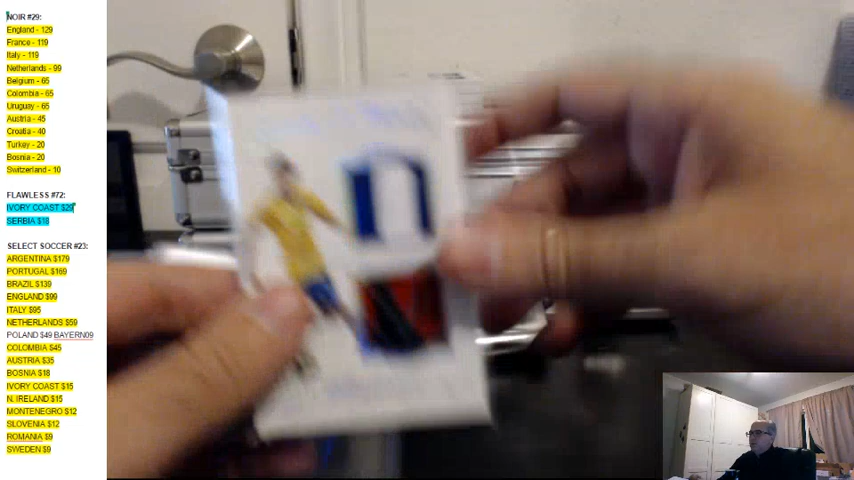 NOIR #29:
England - 129
France - 119
Italy - 119
Netherlands - 99
Belgium - 65
Colombia - 65
Uruguay - 65
Austria - 45
Croatia - 40
Turkey - 20
Bosnia - 20
Switzerland - 10
FLAWLESS #72:
IVORY COAST $29
SERBIA $18
SELECT SOCCER #23:
ARGENTINA $179
PORTUGAL $169
BRAZIL $139
ENGLAND $99
ITALY $95
NETHERLANDS $59
POLAND $49 BAYERN09
COLOMBIA $45
AUSTRIA $35
BOSNIA $18
IVORY COAST $15
N. IRELAND $15
MONTENEGRO $12
SLOVENIA $12
ROMANIA $9
SWEDEN $9